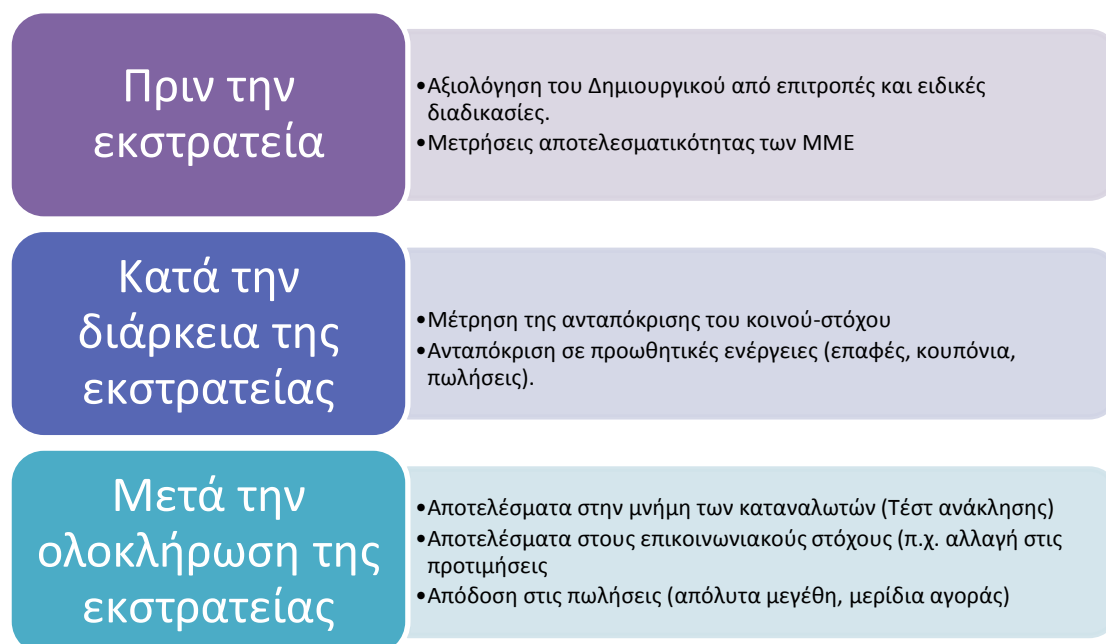 Πριν την
εκστρατεία
•Αξιολόγηση του Δημιουργικού από επιτροπές και ειδικές
διαδικασίες.
•Μετρήσεις αποτελεσματικότητας των ΜΜΕ
Κατά την
διάρκεια της
εκστρατείας
•Μέτρηση της ανταπόκρισης του κοινού-στόχου
•Ανταπόκριση σε προωθητικές ενέργειες (επαφές, κουπόνια,
πωλήσεις).
Μετά την
ολοκλήρωση της
εκστρατείας
•Αποτελέσματα στην μνήμη των καταναλωτών (Τέστ ανάκλησης)
•Αποτελέσματα στους επικοινωνιακούς στόχους (π.χ. αλλαγή στις
προτιμήσεις
•Απόδοση στις πωλήσεις (απόλυτα μεγέθη, μερίδια αγοράς)